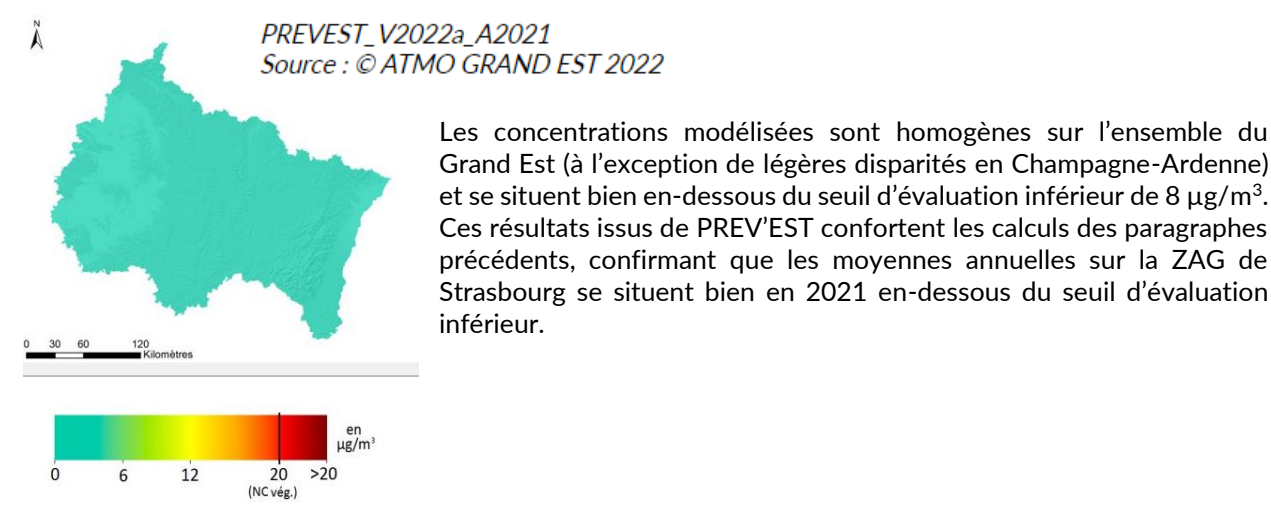 N
PREVEST_V2022a_A2021
Source : © ATMO GRAND EST 2022
Les concentrations modélisées sont homogènes sur l'ensemble du
Grand Est (à l'exception de légères disparités en Champagne-Ardenne)
et se situent bien en-dessous du seuil d'évaluation inférieur de 8 µg/m³.
Ces résultats issus de PREV'EST confortent les calculs des paragraphes
précédents, confirmant que les moyennes annuelles sur la ZAG de
Strasbourg se situent bien en 2021 en-dessous du seuil d'évaluation
inférieur.
0 30 60 120
Kilomètres
en
µg/m³
0 6 12 20 >20
(NC vég.)